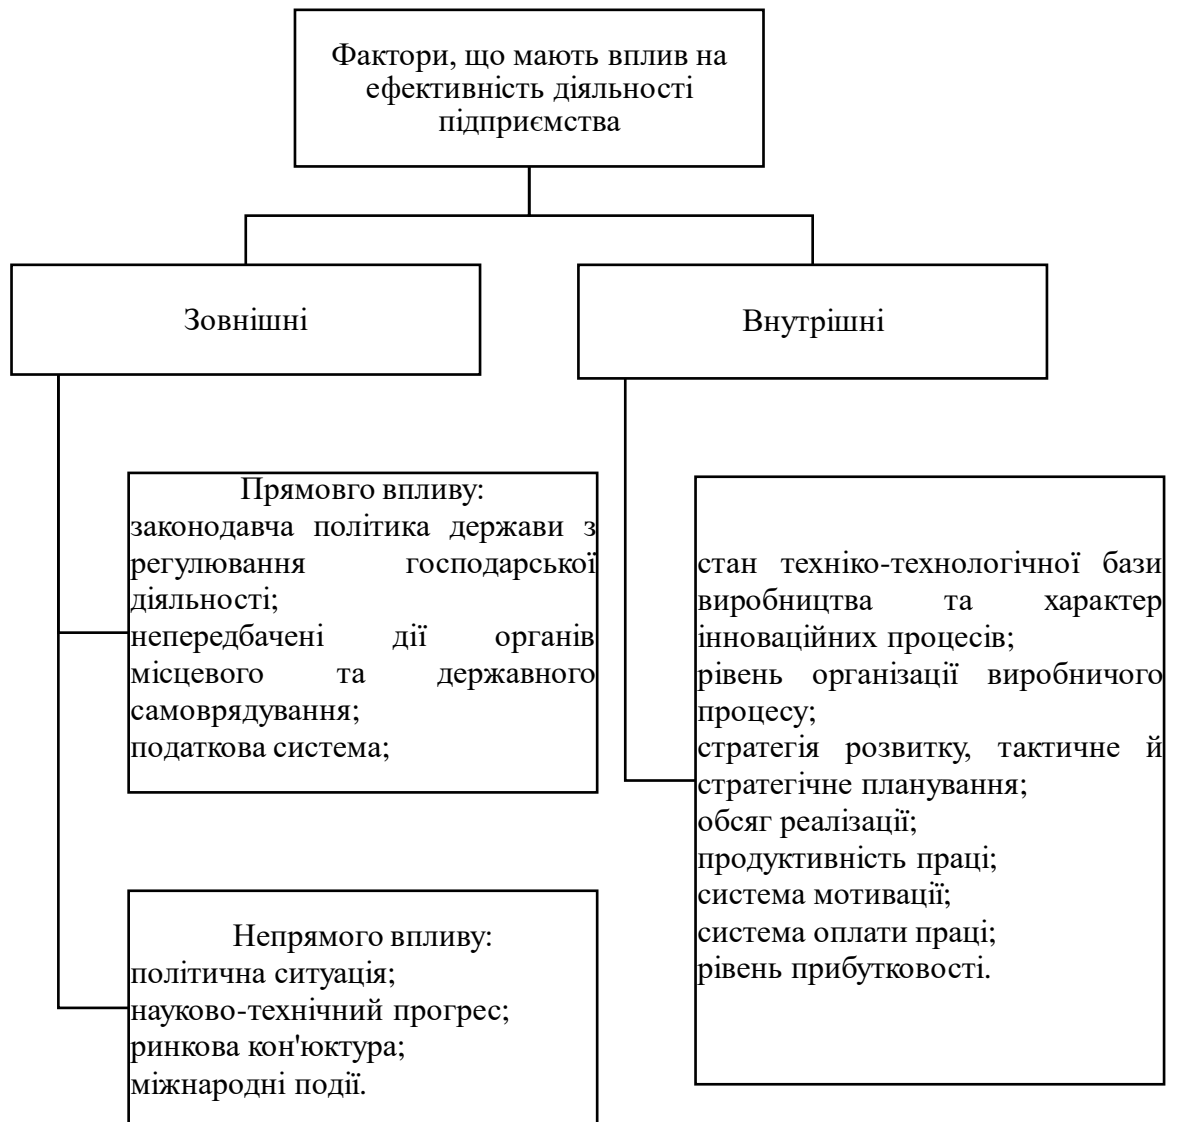 Фактори, що мають вплив на
ефективність діяльності
підприємства
Зовнішні
Внутрішні
Прямовго впливу:
законодавча політика держави з
регулювання господарської
діяльності;
непередбачені дії органів
місцевого та державного
самоврядування;
податкова система;
Непрямого впливу:
політична ситуація;
науково-технічний прогрес;
ринкова кон'юктура;
міжнародні події.
стан техніко-технологічної бази
виробництва та характер
інноваційних процесів;
рівень організації виробничого
процесу;
стратегія розвитку, тактичне й
стратегічне планування;
обсяг реалізації;
продуктивність праці;
система мотивації;
система оплати праці;
рівень прибутковості.